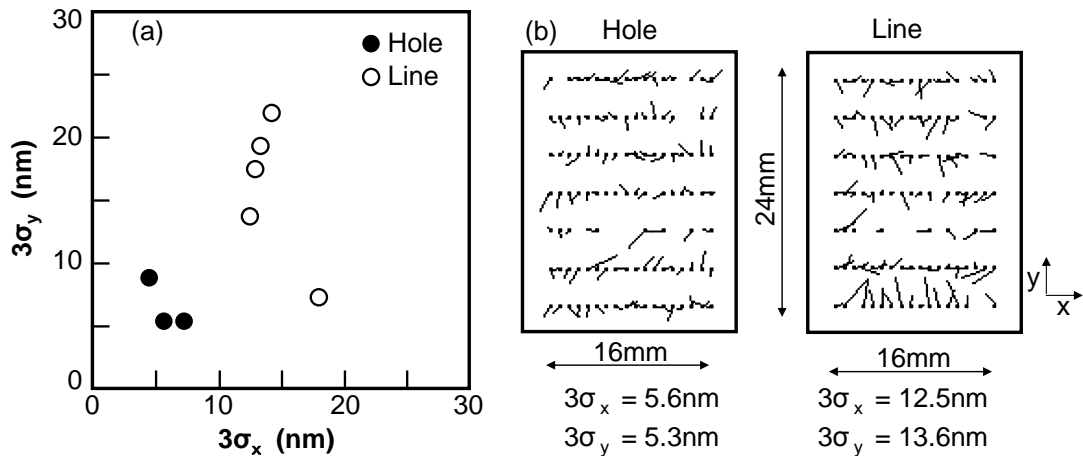 (a)
Hole
Line
30
20
10
0
0
10
20
30
3σy (nm)
3σx (nm)
(b)
Hole
Line
24mm
y
x
16mm
16mm
3σx = 5.6nm
3σy = 5.3nm
3σx = 12.5nm
3σy = 13.6nm